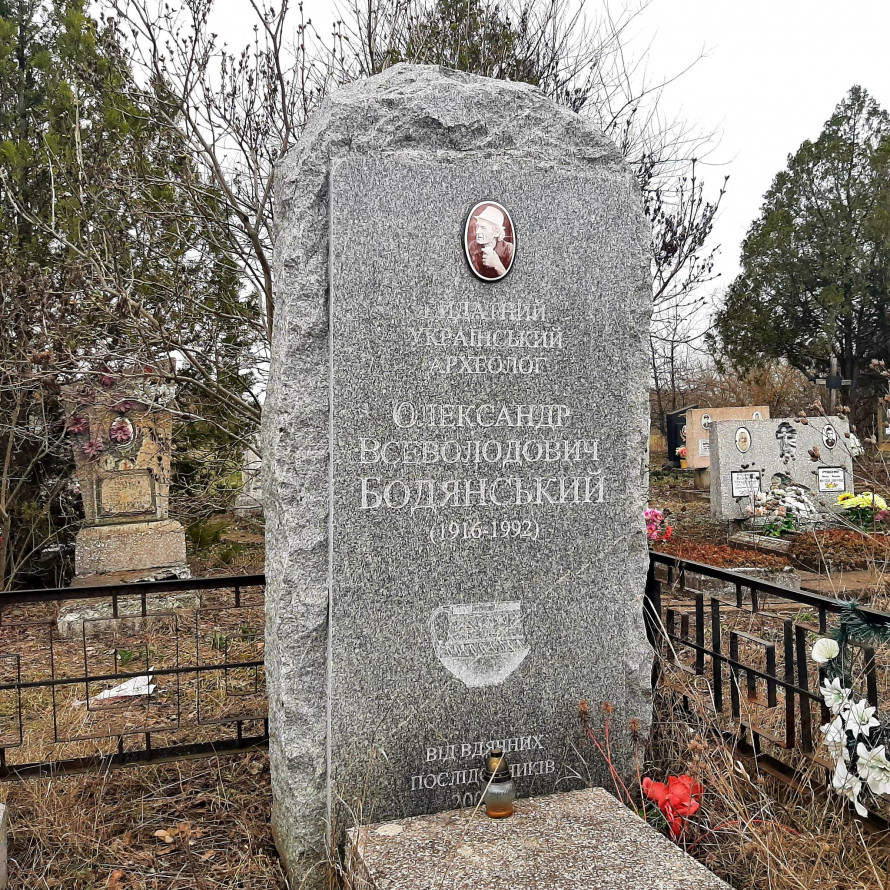 ВИДАТНИЙ
УКРАЇНСЬКИЙ
АРХЕОЛОГ
ОЛЕКСАНДР
ВСЕВОЛОДОВИЧ
БОДЯНСЬКИЙ
(1916-1992)
ВІД ВДЯЧНИХ
ПОСЛІДОВНИКІВ